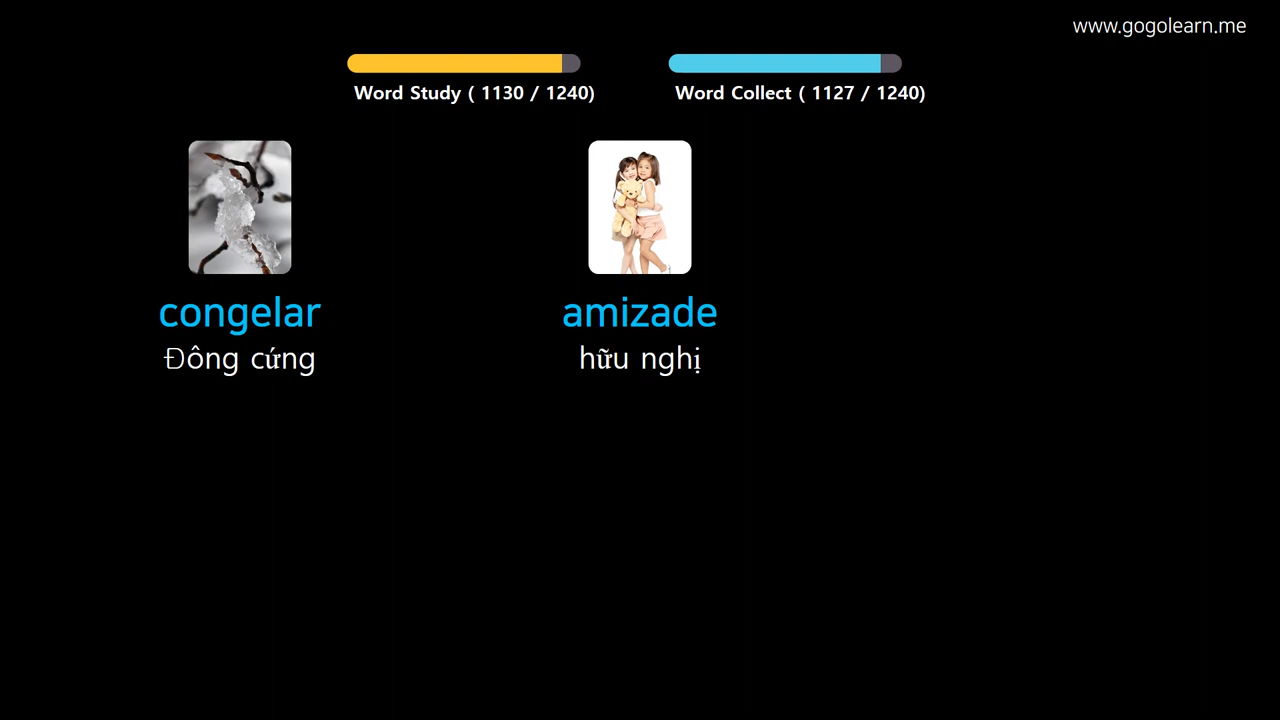 www.gogolearn.me
Word Study ( 1130 / 1240)
Word Collect ( 1127 / 1240)
congelar
Đông cứng
amizade
hữu nghị